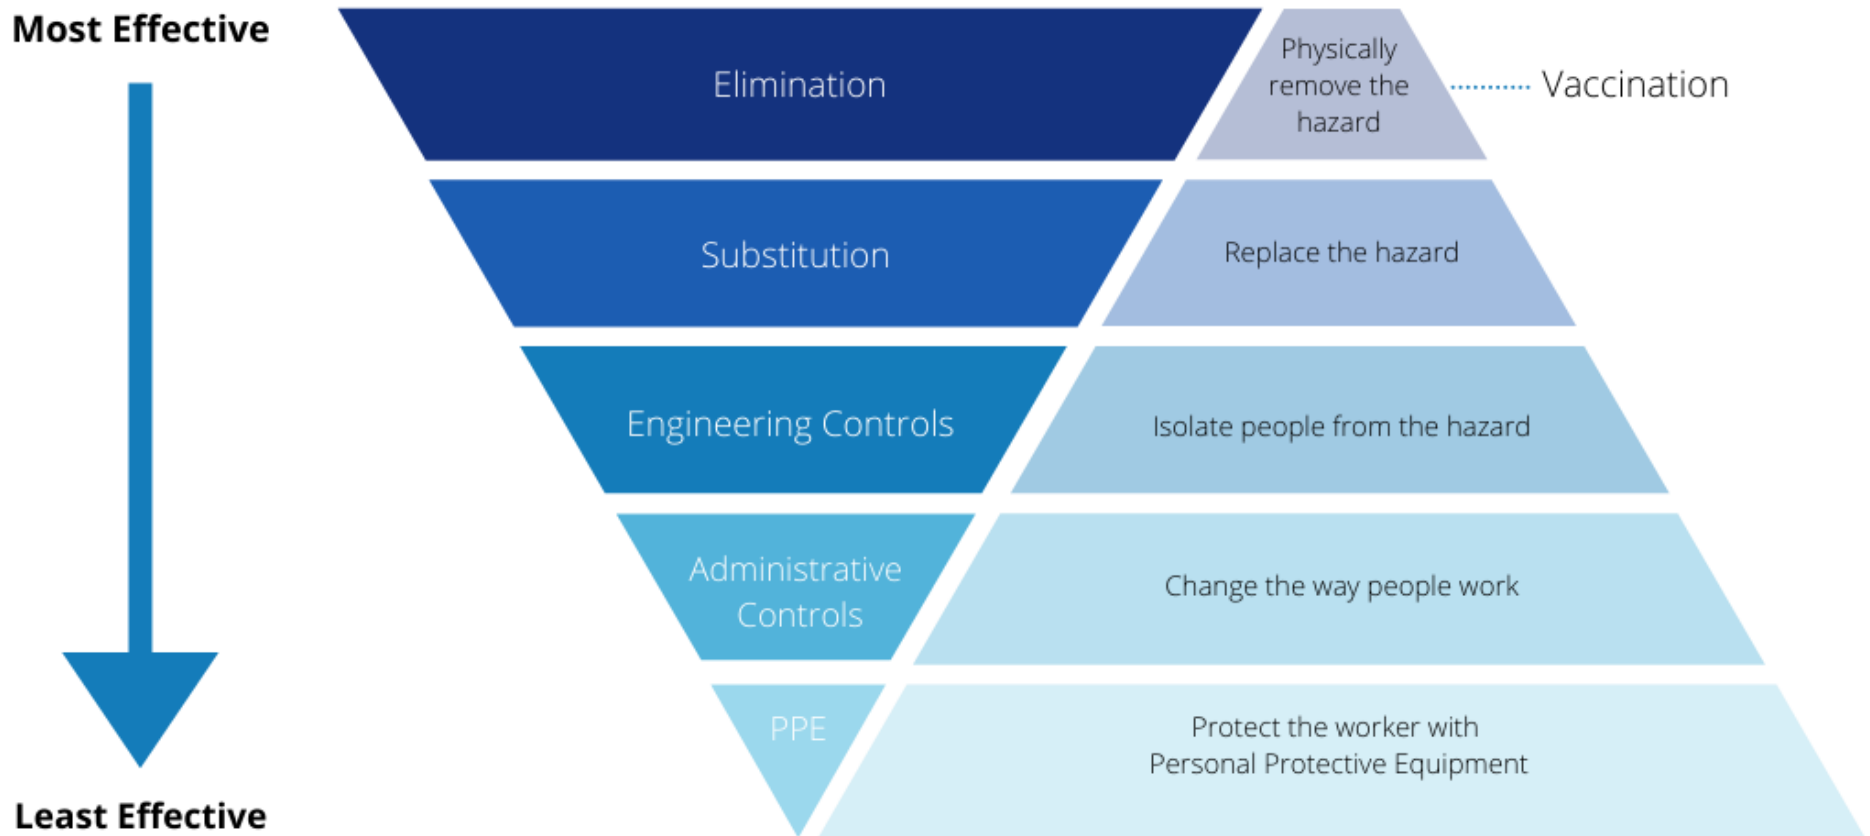 Most Effective
Elimination
Physically
remove the
hazard
Vaccination
Substitution
Replace the hazard
Engineering Controls
Isolate people from the hazard
Administrative
Controls
Change the way people work
PPE
Protect the worker with
Personal Protective Equipment
Least Effective